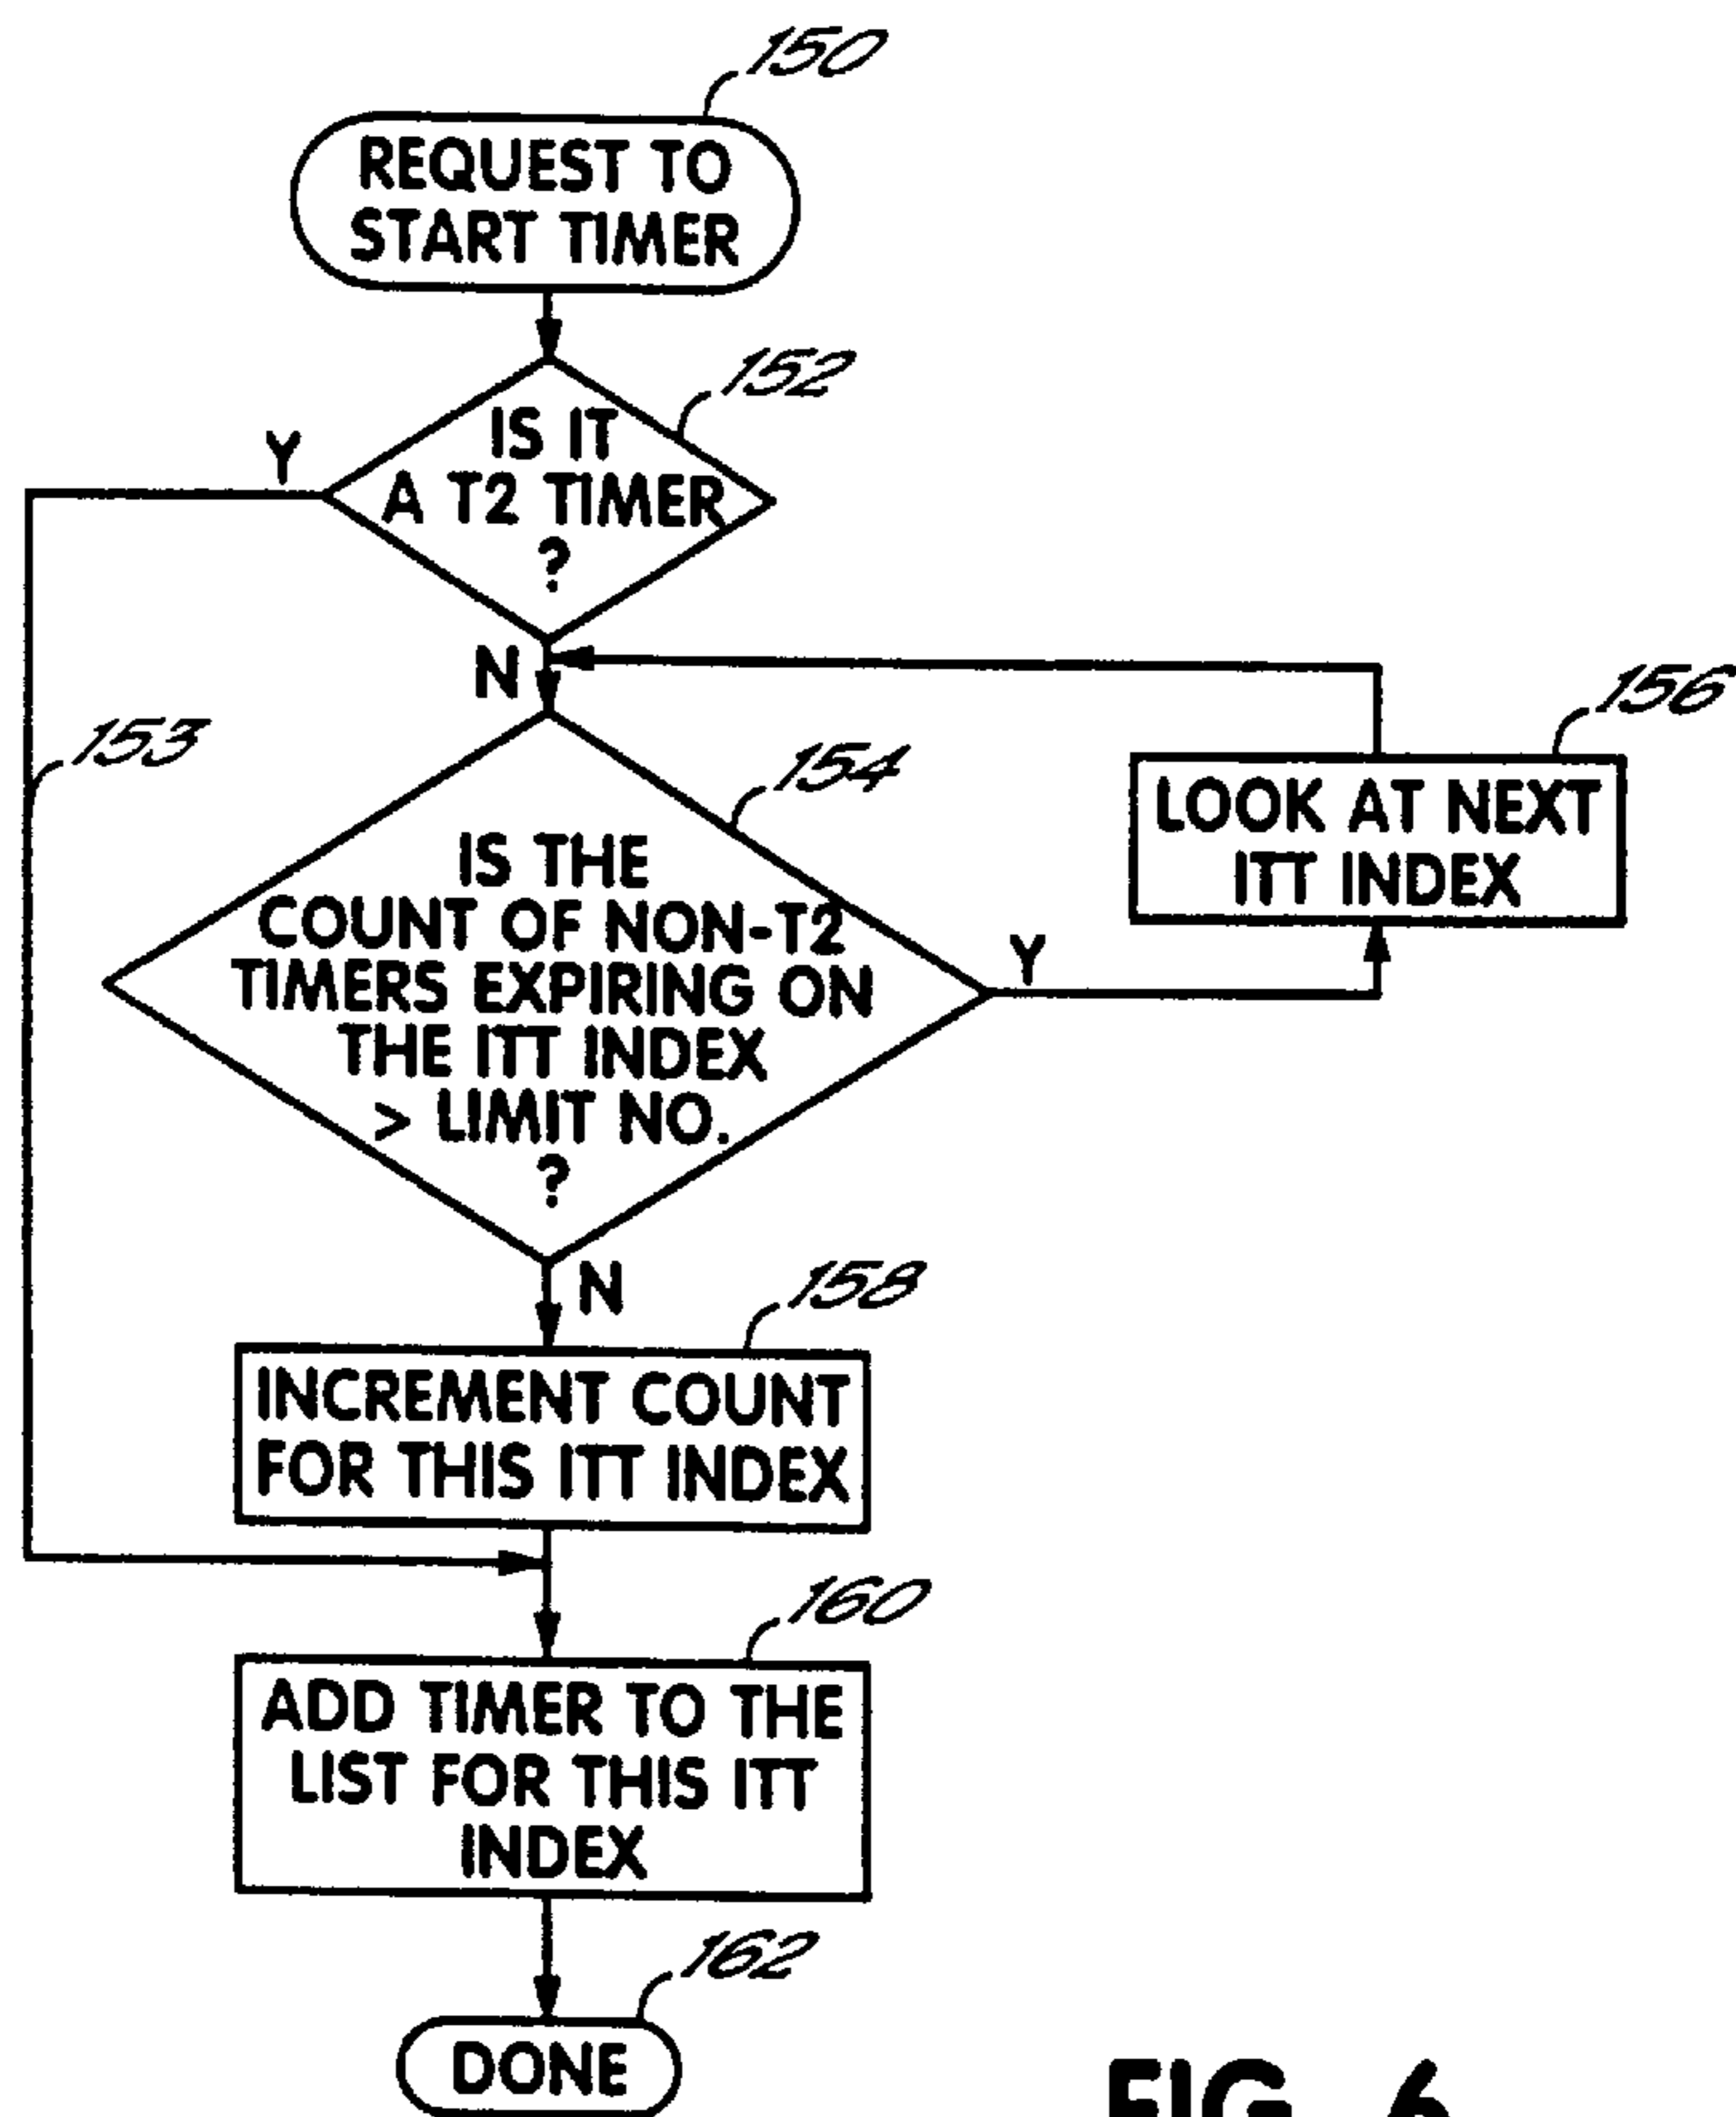 150
REQUEST TO
START TIMER
152
IS IT
A T2 TIMER
?
Y
N
153
154
156
LOOK AT NEXT
ITT INDEX
IS THE
COUNT OF NON-T2
TIMERS EXPIRING ON
THE ITT INDEX
> LIMIT NO.
?
Y
N
158
INCREMENT COUNT
FOR THIS ITT INDEX
160
ADD TIMER TO THE
LIST FOR THIS ITT
INDEX
162
DONE
FIG. 6